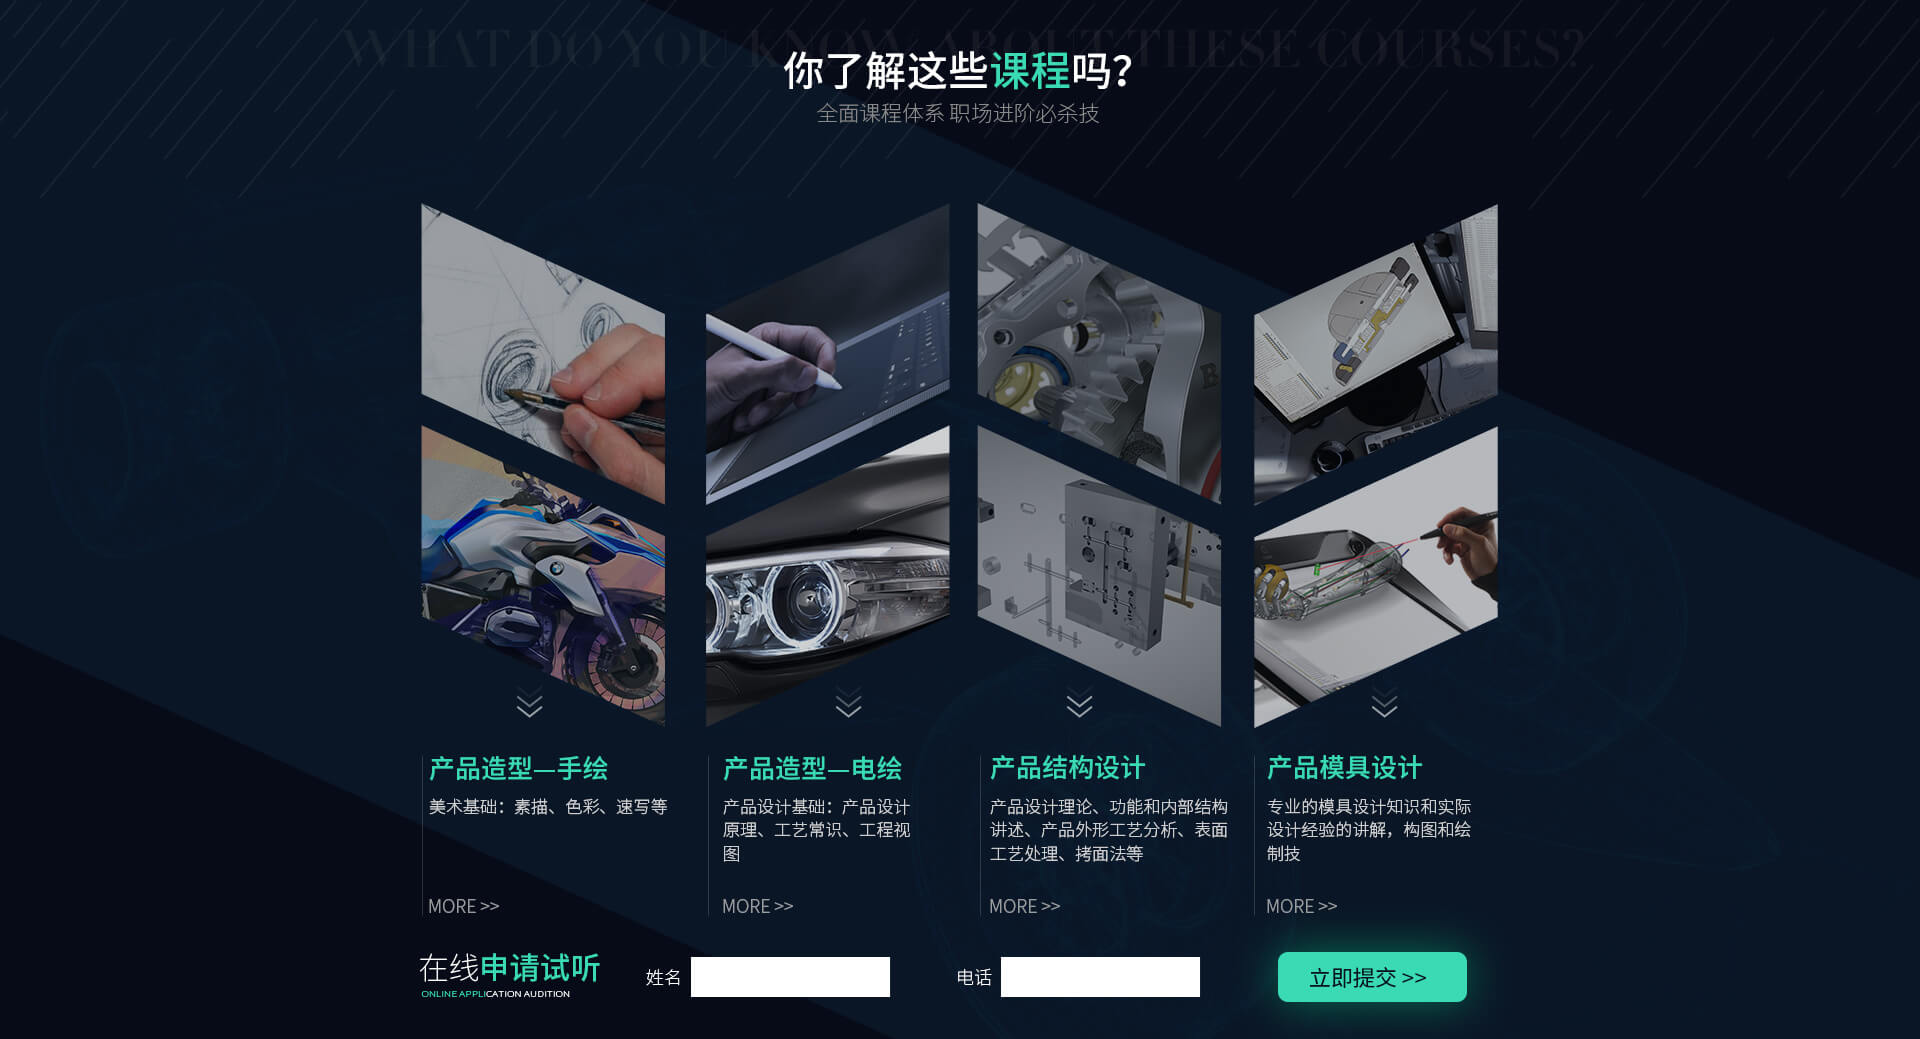 WHAT DO YOU KNOW ABOUT THESE COURSES?
你了解这些课程吗?
全面课程体系 职场进阶必杀技
产品造型—手绘
美术基础：素描、色彩、速写等
MORE >>
产品造型—电绘
产品设计基础：产品设计
原理、工艺常识、工程视
图
MORE >>
产品结构设计
产品设计理论、功能和内部结构
讲述、产品外形工艺分析、表面
工艺处理、拷面法等
MORE >>
产品模具设计
专业的模具设计知识和实际
设计经验的讲解，构图和绘
制技
MORE >>
在线申请试听
ONLINE APPLICATION AUDITION
姓名
电话
立即提交 >>